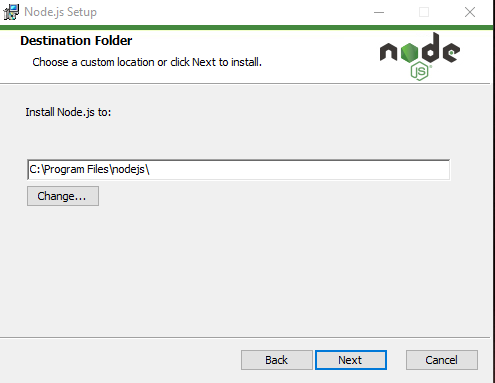 Node.js Setup
Destination Folder
Choose a custom location or click Next to install.
node
JS
Install Node.js to:
C:\Program Files\nodejs\
Change...
Back Next Cancel